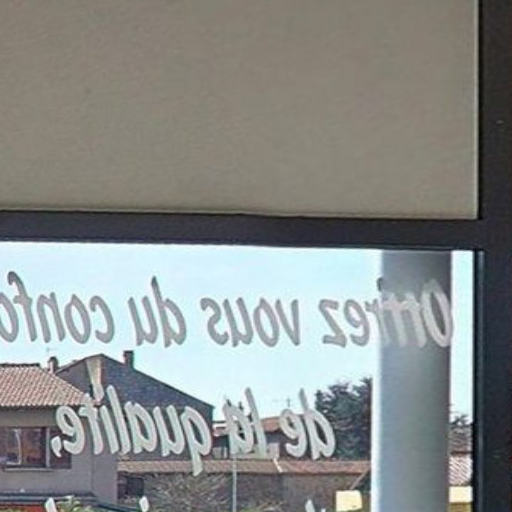 Offrez vous du confo
de la qualité,